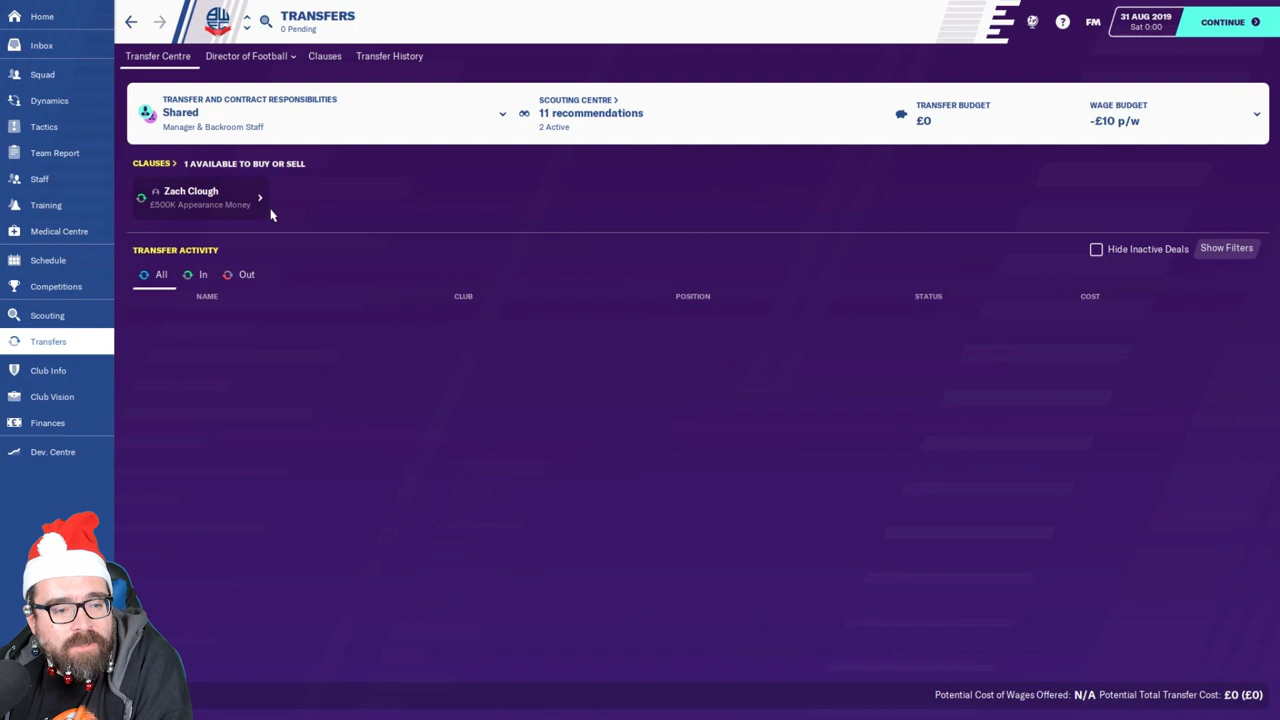 Home
TRANSFERS
0 Pending
FM
31 AUG 2019
Sat 0:00
CONTINUE
Inbox
Squad
Dynamics
Tactics
Team Report
Staff
Training
Medical Centre
Schedule
Competitions
Scouting
Transfers
Club Info
Club Vision
Finances
Dev. Centre
Transfer Centre
Director of Football
Clauses
Transfer History
TRANSFER AND CONTRACT RESPONSIBILITIES
Shared
Manager & Backroom Staff
SCOUTING CENTRE >
11 recommendations
2 Active
TRANSFER BUDGET
£0
WAGE BUDGET
-£10 p/w
CLAUSES > 1 AVAILABLE TO BUY OR SELL
Zach Clough
£500K Appearance Money
TRANSFER ACTIVITY
Hide Inactive Deals
Show Filters
All
In
Out
NAME
CLUB
POSITION
STATUS
COST
Potential Cost of Wages Offered: N/A Potential Total Transfer Cost: £0 (£0)